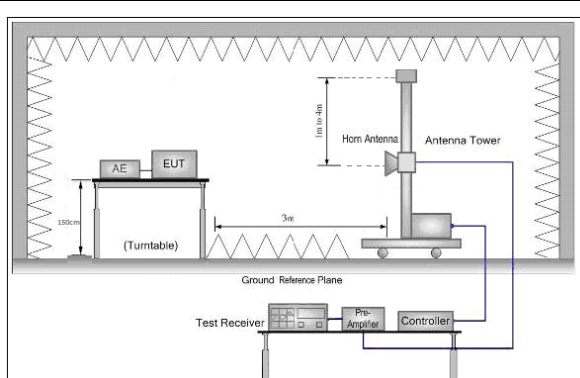 1m to 4m
Horn Antenna
Antenna Tower
AE
EUT
150cm
3m
(Turntable)
Ground Reference Plane
Test Receiver
Pre-
Amplifier
Controller